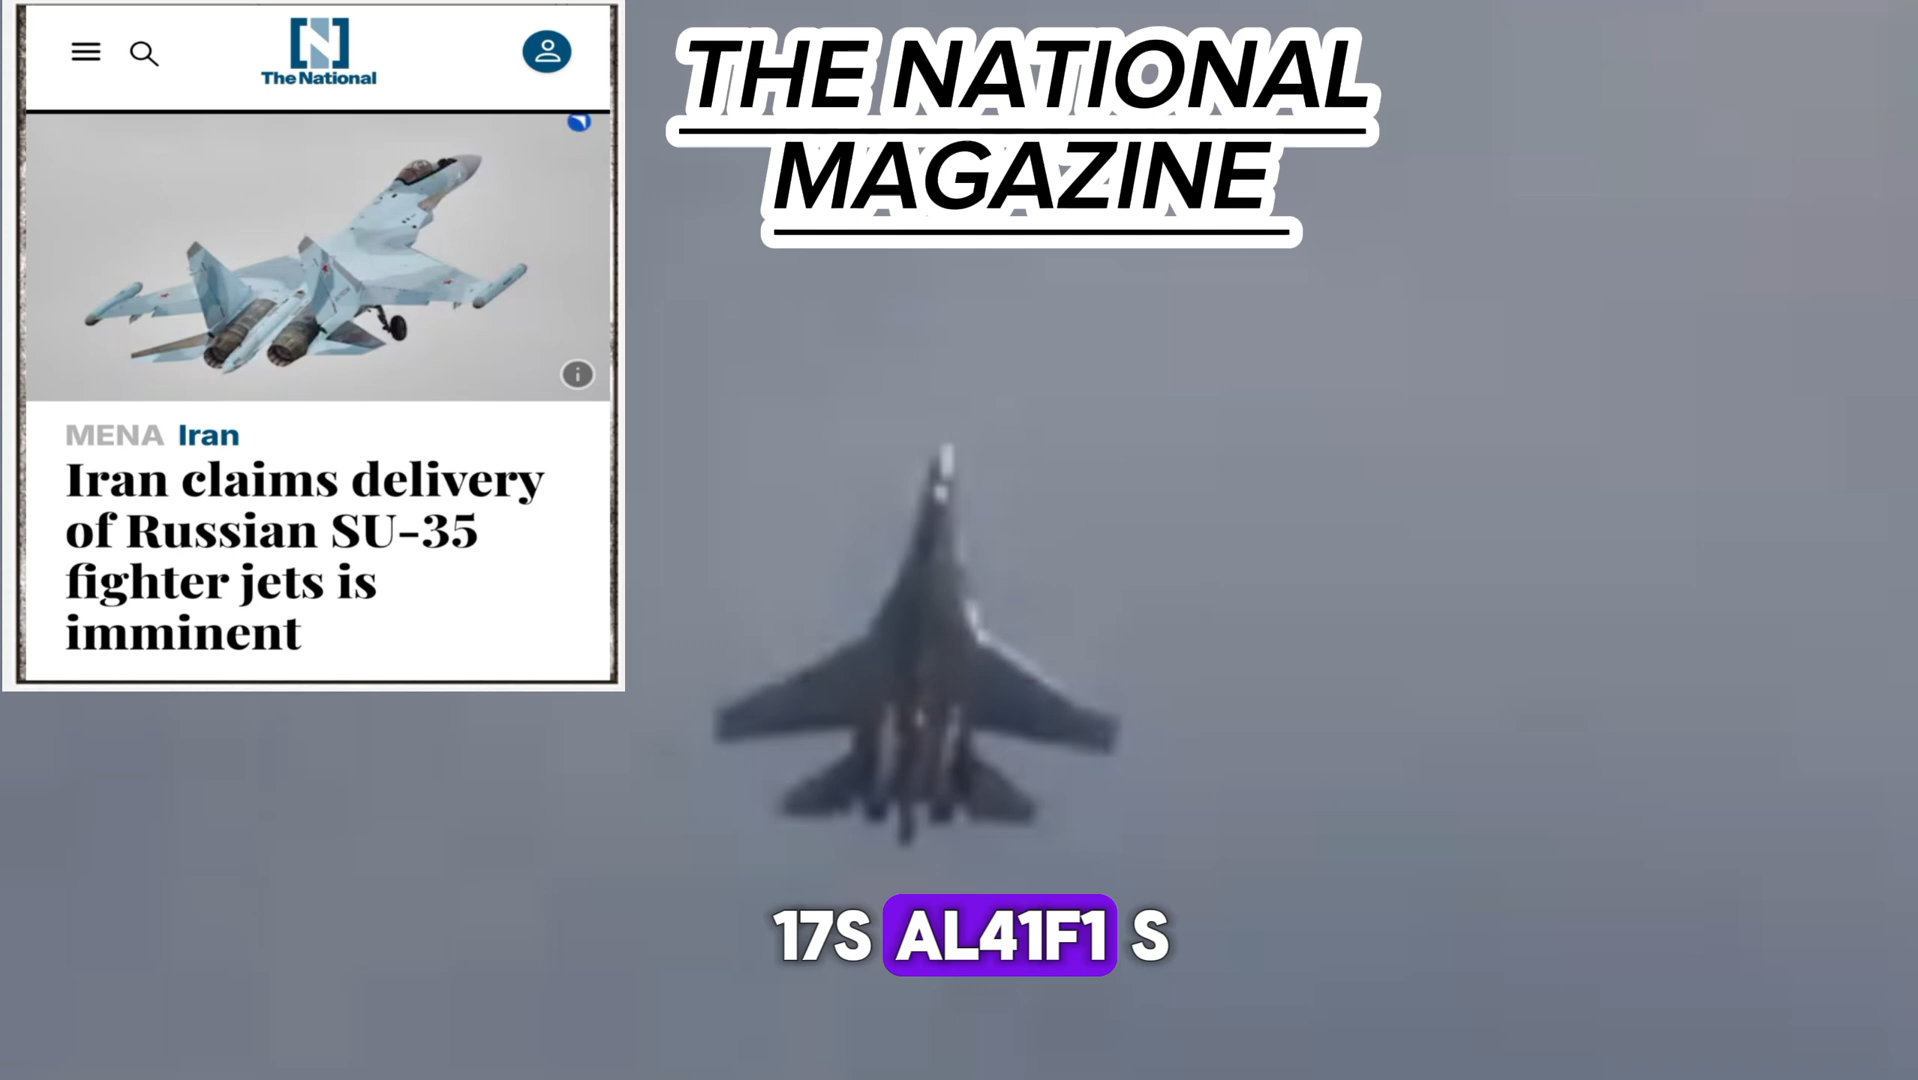 The National
MENA Iran
Iran claims delivery
of Russian SU-35
fighter jets is
imminent
THE NATIONAL
MAGAZINE
17S AL41F1 S